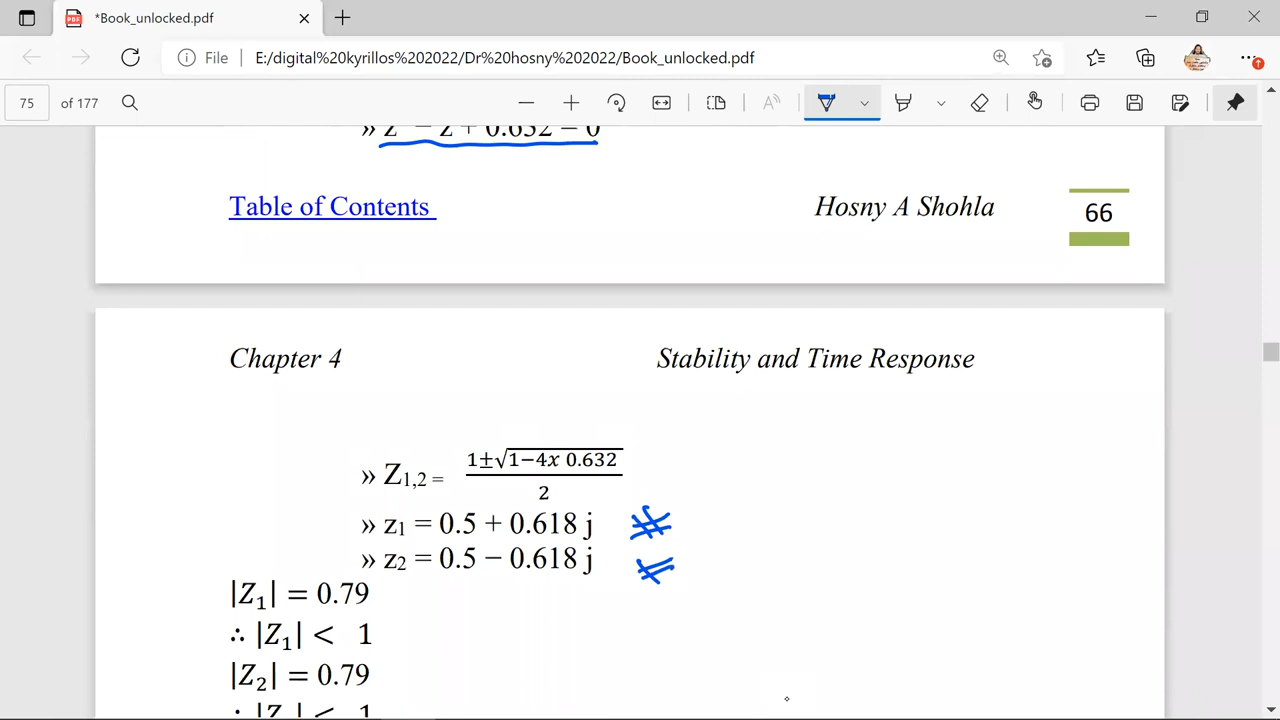 *Book_unlocked.pdf
File E:/digital%20kyrillos%202022/Dr%20hosny%202022/Book_unlocked.pdf
75 of 177
Table of Contents Hosny A Shohla 66
Chapter 4 Stability and Time Response
» Z1,2 = (1±√(1−4x 0.632))/2
» z1 = 0.5 + 0.618 j
» z2 = 0.5 − 0.618 j
|Z1| = 0.79
∴ |Z1| < 1
|Z2| = 0.79